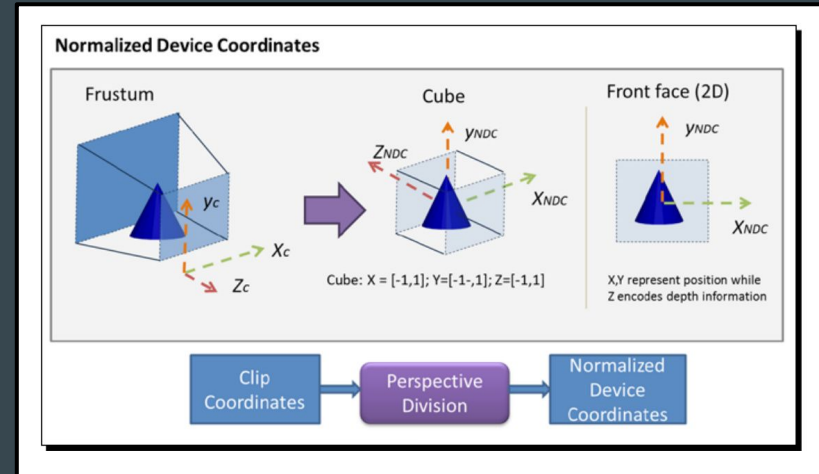 Normalized Device Coordinates
Frustum
Cube
Front face (2D)
yC
XC
ZC
ZNDC
yNDC
XNDC
yNDC
XNDC
Cube: X = [-1,1]; Y=[-1-,1]; Z=[-1,1]
X,Y represent position while
Z encodes depth information
Clip
Coordinates
Perspective
Division
Normalized
Device
Coordinates